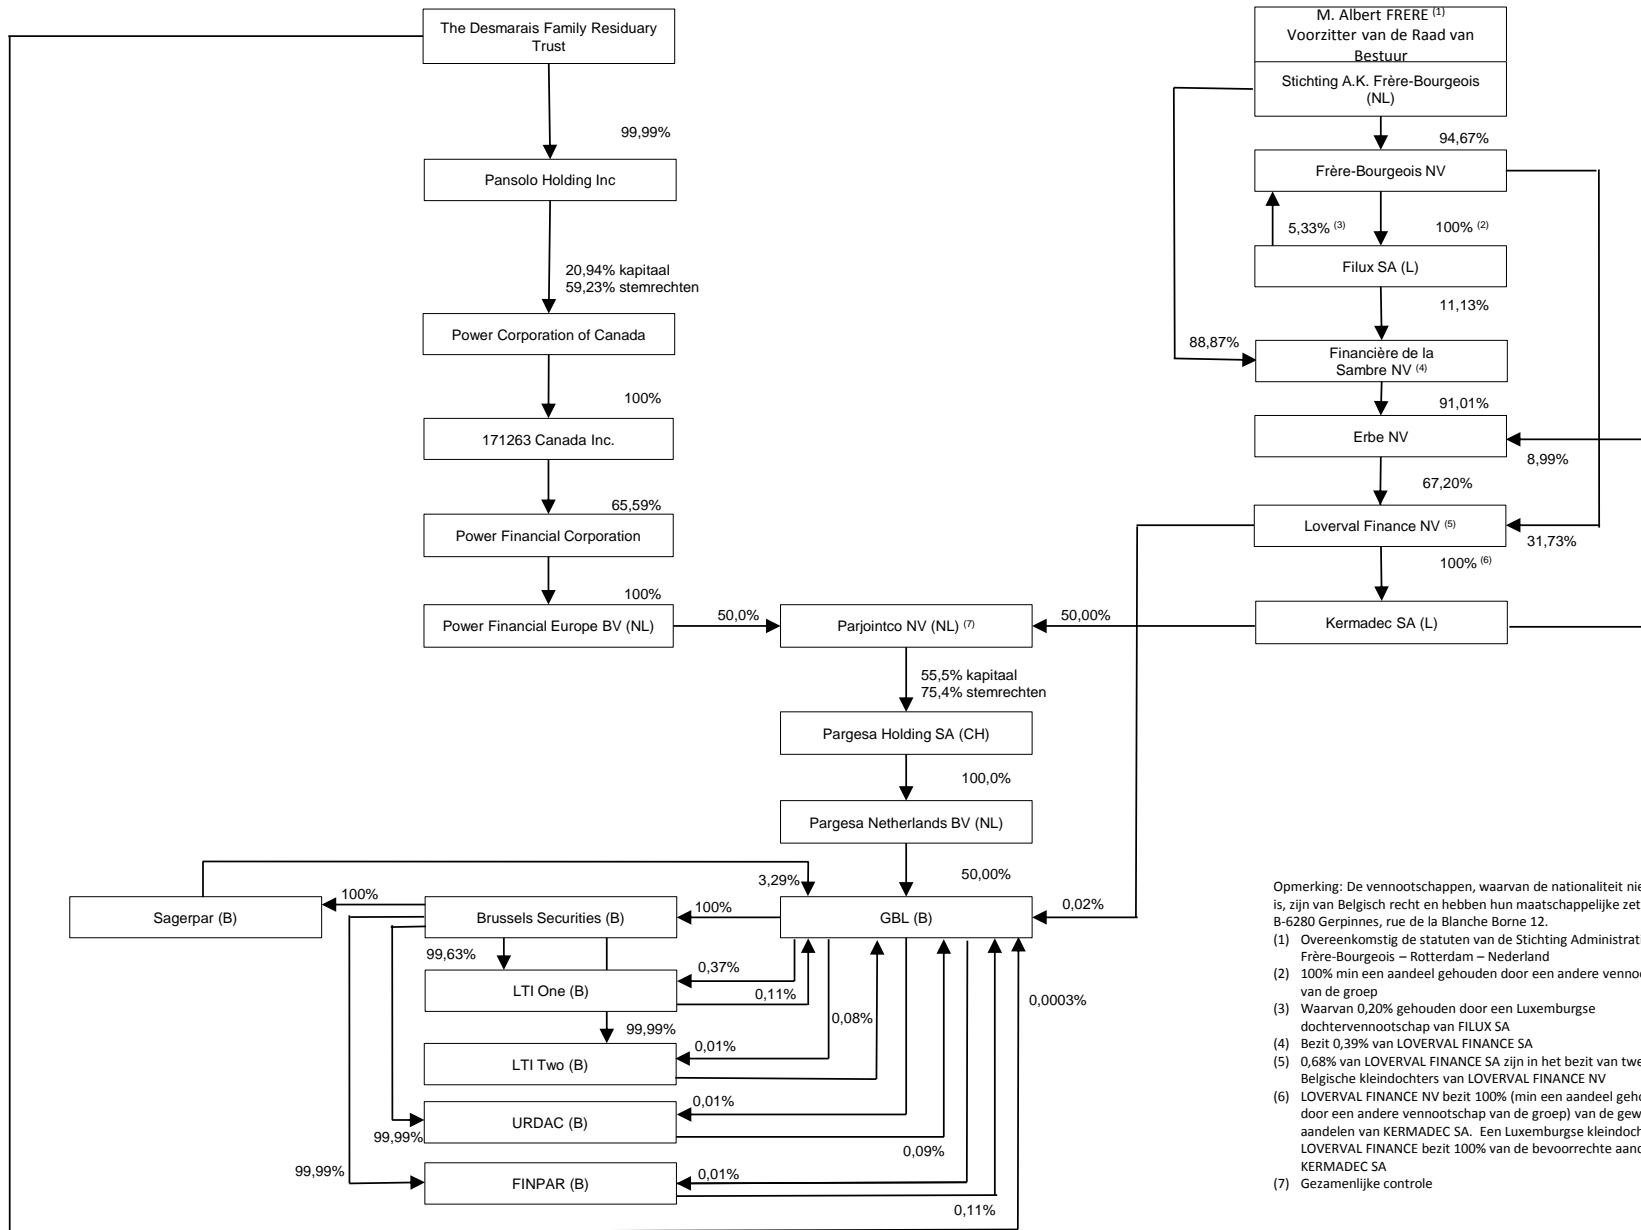 The Desmarais Family Residuary
Trust
99,99%
Pansolo Holding Inc
20,94% kapitaal
59,23% stemrechten
Power Corporation of Canada
100%
171263 Canada Inc.
65,59%
Power Financial Corporation
100%
Power Financial Europe BV (NL)
50,0%
M. Albert FRERE (1)
Voorzitter van de Raad van
Bestuur
Stichting A.K. Frère-Bourgeois
(NL)
94,67%
Frère-Bourgeois NV
5,33% (3)
100% (2)
Filux SA (L)
11,13%
88,87%
Financière de la
Sambre NV (4)
91,01%
Erbe NV
8,99%
67,20%
Loverval Finance NV (5)
31,73%
100% (6)
Kermadec SA (L)
50,00%
Parjointco NV (NL) (7)
55,5% kapitaal
75,4% stemrechten
Pargesa Holding SA (CH)
100,0%
Pargesa Netherlands BV (NL)
50,00%
3,29%
100%
Sagerpar (B)
Brussels Securities (B)
100%
GBL (B)
0,02%
99,63%
0,37%
LTI One (B)
0,11%
0,0003%
0,08%
99,99%
0,01%
LTI Two (B)
0,01%
URDAC (B)
99,99%
0,09%
99,99%
0,01%
FINPAR (B)
0,11%
Opmerking: De vennootschappen, waarvan de nationaliteit nie
is, zijn van Belgisch recht en hebben hun maatschappelijke zet
B-6280 Gerpinnes, rue de la Blanche Borne 12.
(1) Overeenkomstig de statuten van de Stichting Administrati
Frère-Bourgeois – Rotterdam – Nederland
(2) 100% min een aandeel gehouden door een andere vennoo
van de groep
(3) Waarvan 0,20% gehouden door een Luxemburgse
dochtervennootschap van FILUX SA
(4) Bezit 0,39% van LOVERVAL FINANCE SA
(5) 0,68% van LOVERVAL FINANCE SA zijn in het bezit van twe
Belgische kleindochters van LOVERVAL FINANCE NV
(6) LOVERVAL FINANCE NV bezit 100% (min een aandeel geho
door een andere vennootschap van de groep) van de gew
aandelen van KERMADEC SA. Een Luxemburgse kleindoch
LOVERVAL FINANCE bezit 100% van de bevoorrechte aand
KERMADEC SA
(7) Gezamenlijke controle